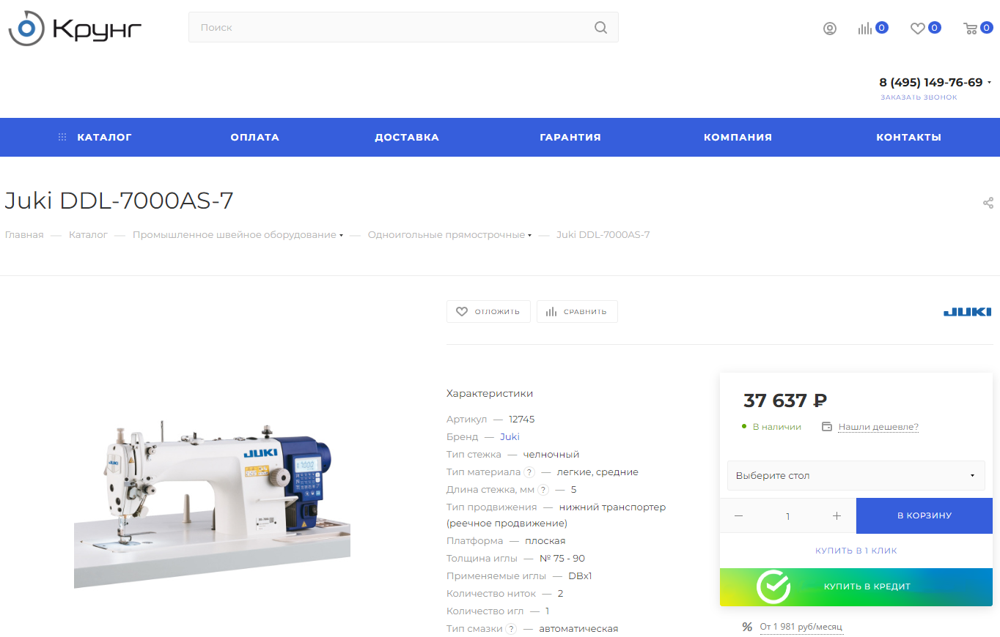 Крунг
Поиск
0
0
0
8 (495) 149-76-69
ЗАКАЗАТЬ ЗВОНОК
КАТАЛОГ
ОПЛАТА
ДОСТАВКА
ГАРАНТИЯ
КОМПАНИЯ
КОНТАКТЫ
Juki DDL-7000AS-7
Главная — Каталог — Промышленное швейное оборудование — Одноигольные прямострочные — Juki DDL-7000AS-7
ОТЛОЖИТЬ
СРАВНИТЬ
JUKI
Характеристики
Артикул — 12745
Бренд — Juki
Тип стежка — челночный
Тип материала ? — легкие, средние
Длина стежка, мм ? — 5
Тип продвижения — нижний транспортер
(реечное продвижение)
Платформа — плоская
Толщина иглы — № 75 - 90
Применяемые иглы — DBx1
Количество ниток — 2
Количество игл — 1
Тип смазки ? — автоматическая
37 637 ₽
В наличии
Нашли дешевле?
Выберите стол
— 1 +
В КОРЗИНУ
КУПИТЬ В 1 КЛИК
КУПИТЬ В КРЕДИТ
% От 1 981 руб/месяц
JUKI
JUKI